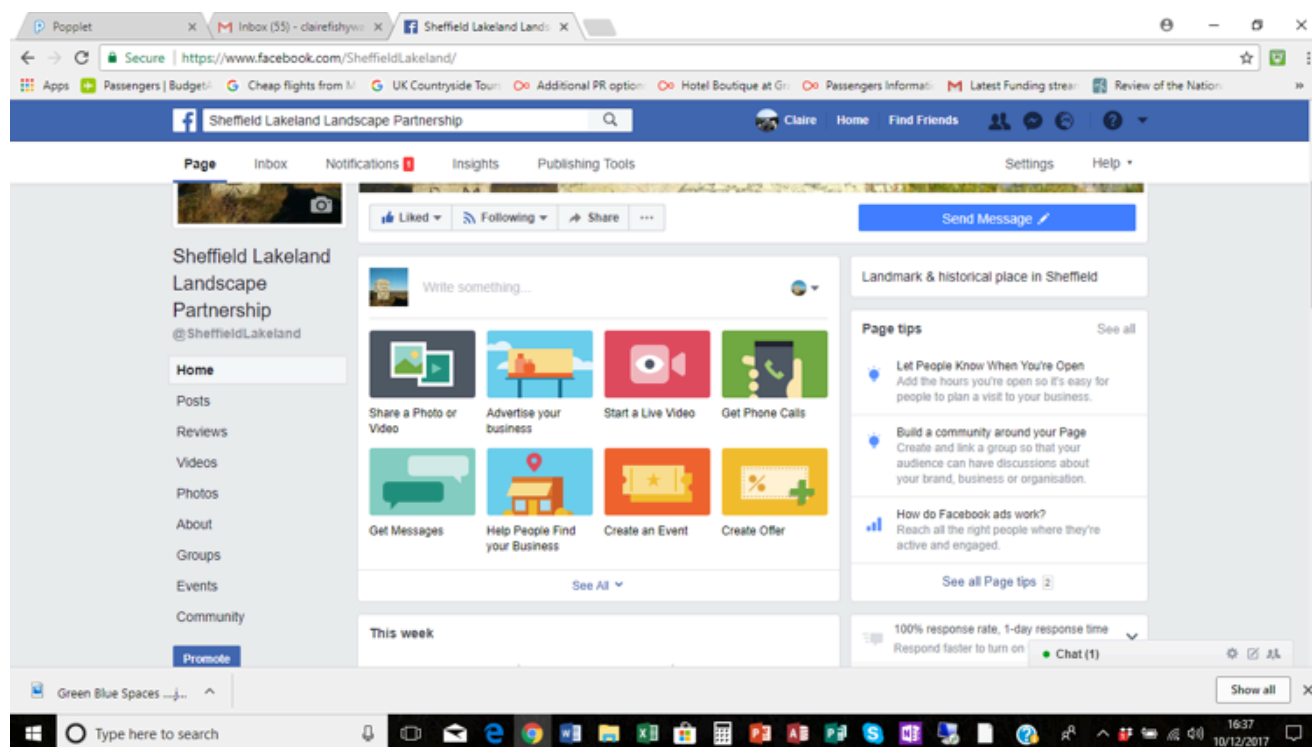 Popplet
Inbox (55) - clairefishyw
Sheffield Lakeland Lands
Secure
https://www.facebook.com/SheffieldLakeland/
Apps
Passengers | Budget
Cheap flights from M
UK Countryside Tour
Additional PR option
Hotel Boutique at Gr
Passengers Informati
Latest Funding strea
Review of the Nation
»
Sheffield Lakeland Landscape Partnership
Claire
Home
Find Friends
Page
Inbox
Notifications 1
Insights
Publishing Tools
Settings
Help
Liked
Following
Share
...
Send Message
Sheffield Lakeland
Landscape
Partnership
@SheffieldLakeland
Home
Posts
Reviews
Videos
Photos
About
Groups
Events
Community
Promote
Write something...
Share a Photo or
Video
Advertise your
business
Start a Live Video
Get Phone Calls
Get Messages
Help People Find
your Business
Create an Event
Create Offer
See All
This week
Landmark & historical place in Sheffield
Page tips
See all
Let People Know When You're Open
Add the hours you're open so it's easy for
people to plan a visit to your business.
Build a community around your Page
Create and link a group so that your
audience can have discussions about
your brand, business or organisation.
How do Facebook ads work?
Reach all the right people where they're
active and engaged.
See all Page tips 2
100% response rate, 1-day response time
Respond faster to turn on
Chat (1)
Green Blue Spaces ....j...
Show all
Type here to search
16:37
10/12/2017